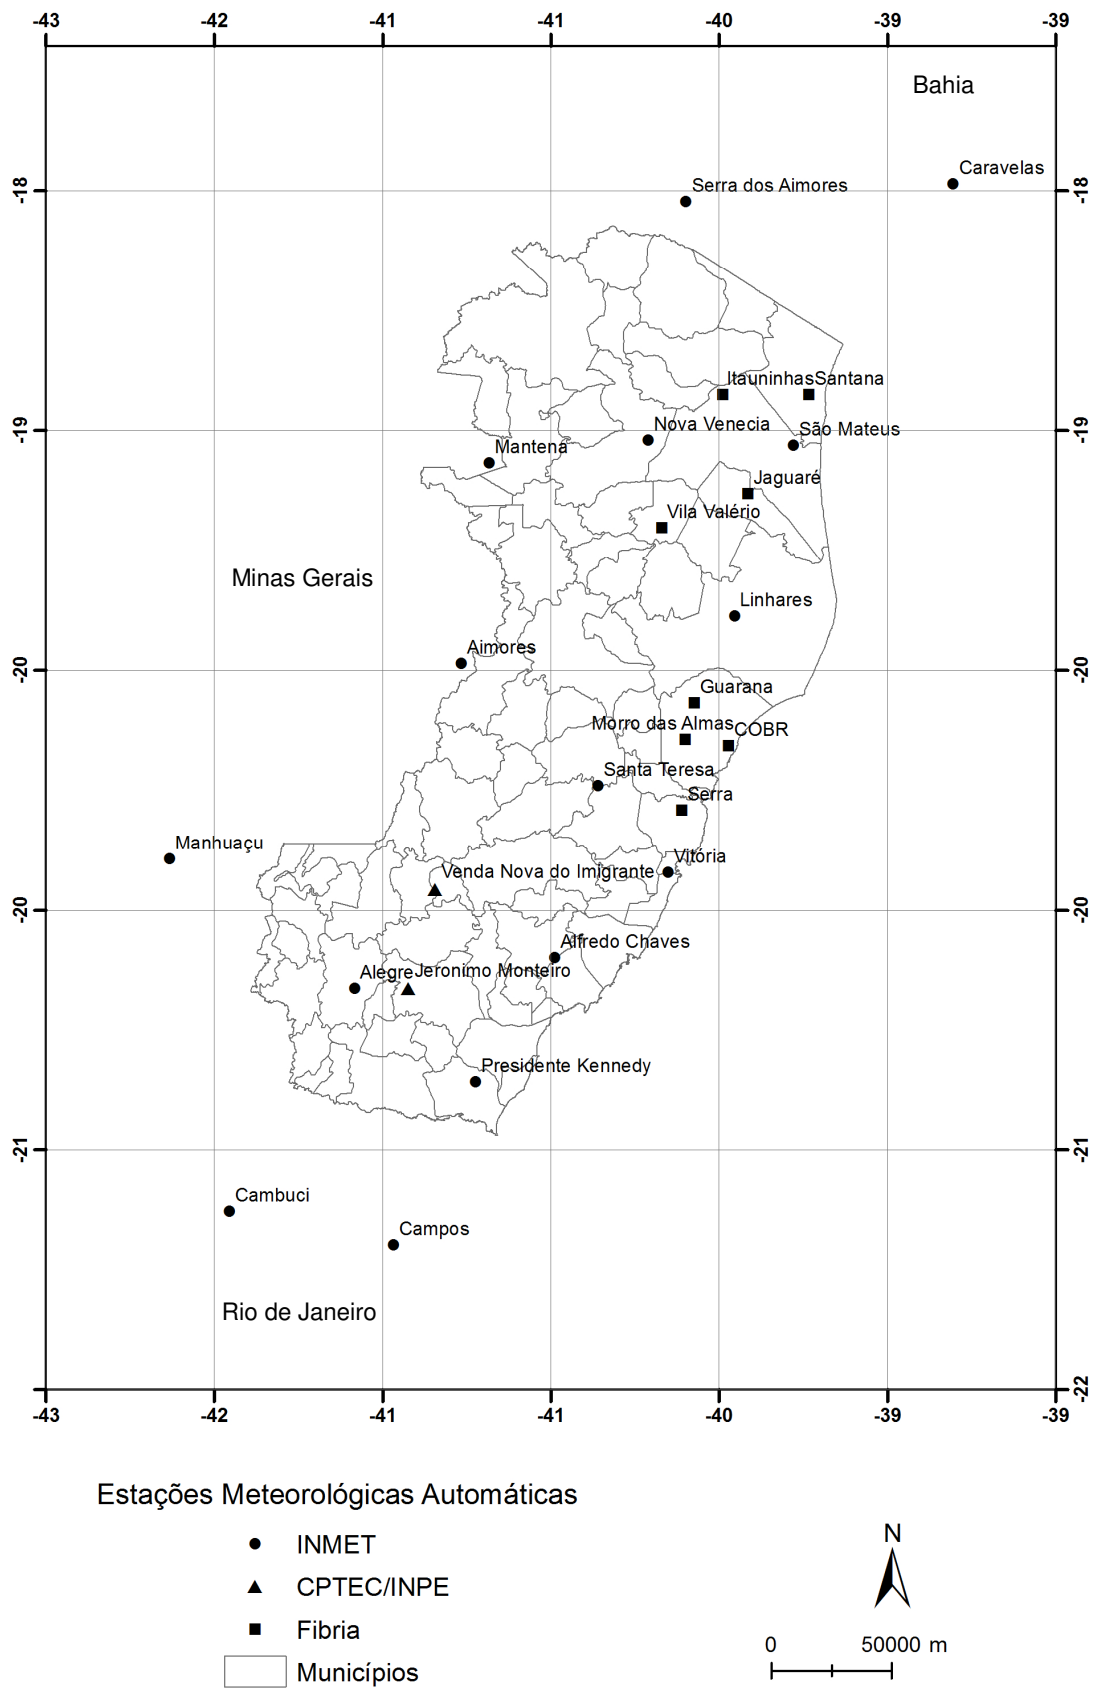 -43 -42 -41 -41 -40 -39 -39
Bahia
Caravelas
-18 Serra dos Aimores -18
ItauninhasSantana
Nova Venecia
-19 São Mateus -19
Mantena
Jaguaré
Vila Valério
Minas Gerais
Linhares
Aimores
-20 -20
Guarana
Morro das Almas COBR
Santa Teresa
Serra
Manhuaçu
Vitória
Venda Nova do Imigrante
-20 -20
Alfredo Chaves
Alegre Jeronimo Monteiro
Presidente Kennedy
-21 -21
Cambuci
Campos
Rio de Janeiro
-22
-43 -42 -41 -41 -40 -39 -39
Estações Meteorológicas Automáticas
INMET
CPTEC/INPE
Fibria
Municípios
N
0 50000 m